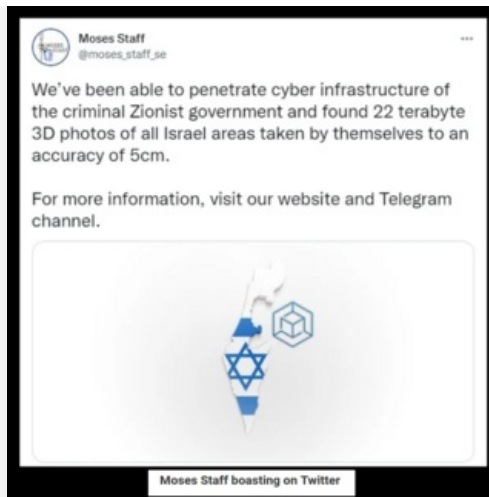 Moses Staff
@moses_staff_se
We've been able to penetrate cyber infrastructure of
the criminal Zionist government and found 22 terabyte
3D photos of all Israel areas taken by themselves to an
accuracy of 5cm.
For more information, visit our website and Telegram
channel.
Moses Staff boasting on Twitter